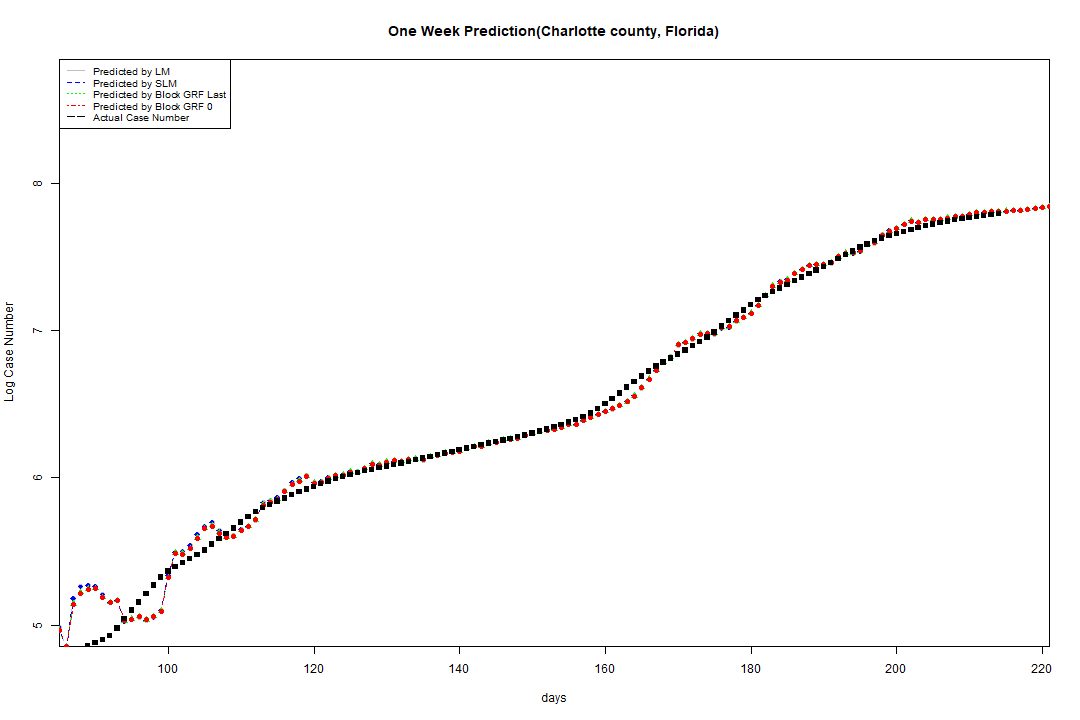 One Week Prediction(Charlotte county, Florida)
Predicted by LM
Predicted by SLM
Predicted by Block GRF Last
Predicted by Block GRF 0
Actual Case Number
8
7
6
5
Log Case Number
100 120 140 160 180 200 220
days